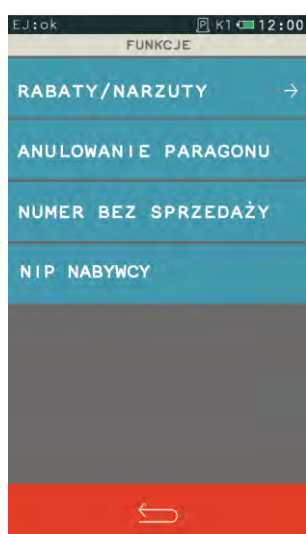 EJ:ok P K1 12:00
FUNKCJE
RABATY/NARZUTY →
ANULOWANIE PARAGONU
NUMER BEZ SPRZEDAŻY
NIP NABYWCY